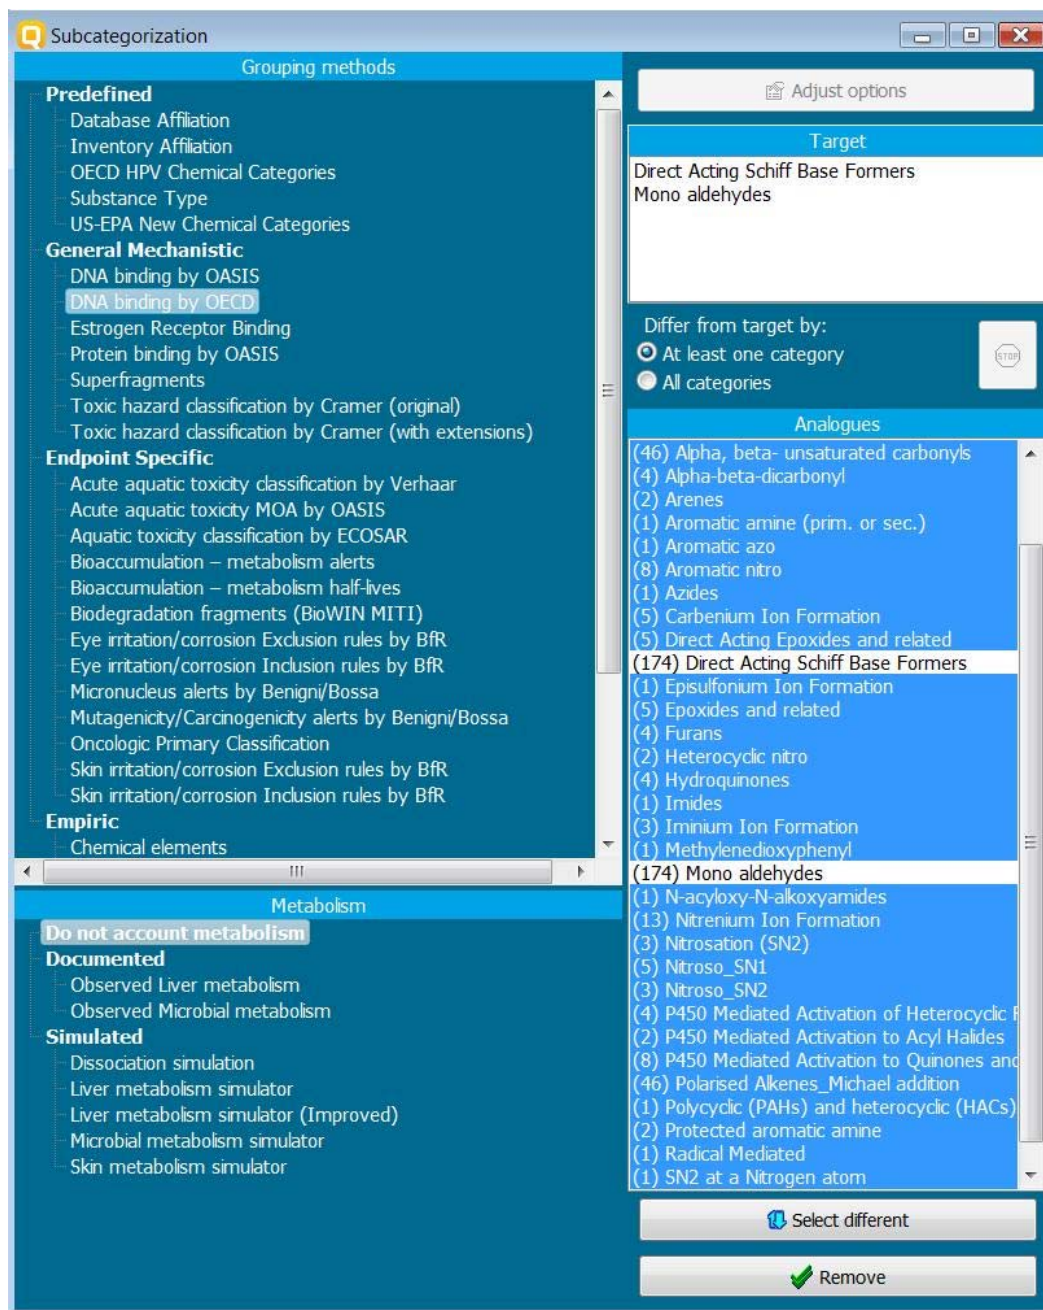 Subcategorization
Grouping methods
Predefined
Database Affiliation
Inventory Affiliation
OECD HPV Chemical Categories
Substance Type
US-EPA New Chemical Categories
General Mechanistic
DNA binding by OASIS
DNA binding by OECD
Estrogen Receptor Binding
Protein binding by OASIS
Superfragments
Toxic hazard classification by Cramer (original)
Toxic hazard classification by Cramer (with extensions)
Endpoint Specific
Acute aquatic toxicity classification by Verhaar
Acute aquatic toxicity MOA by OASIS
Aquatic toxicity classification by ECOSAR
Bioaccumulation – metabolism alerts
Bioaccumulation – metabolism half-lives
Biodegradation fragments (BioWIN MITI)
Eye irritation/corrosion Exclusion rules by BfR
Eye irritation/corrosion Inclusion rules by BfR
Micronucleus alerts by Benigni/Bossa
Mutagenicity/Carcinogenicity alerts by Benigni/Bossa
Oncologic Primary Classification
Skin irritation/corrosion Exclusion rules by BfR
Skin irritation/corrosion Inclusion rules by BfR
Empiric
Chemical elements
Metabolism
Do not account metabolism
Documented
Observed Liver metabolism
Observed Microbial metabolism
Simulated
Dissociation simulation
Liver metabolism simulator
Liver metabolism simulator (Improved)
Microbial metabolism simulator
Skin metabolism simulator
Adjust options
Target
Direct Acting Schiff Base Formers
Mono aldehydes
Differ from target by:
At least one category
All categories
STOP
Analogues
(46) Alpha, beta- unsaturated carbonyls
(4) Alpha-beta-dicarbonyl
(2) Arenes
(1) Aromatic amine (prim. or sec.)
(1) Aromatic azo
(8) Aromatic nitro
(1) Azides
(5) Carbenium Ion Formation
(5) Direct Acting Epoxides and related
(174) Direct Acting Schiff Base Formers
(1) Episulfonium Ion Formation
(5) Epoxides and related
(4) Furans
(2) Heterocyclic nitro
(4) Hydroquinones
(1) Imides
(3) Iminium Ion Formation
(1) Methylenedioxyphenyl
(174) Mono aldehydes
(1) N-acyloxy-N-alkoxyamides
(13) Nitrenium Ion Formation
(3) Nitrosation (SN2)
(5) Nitroso_SN1
(3) Nitroso_SN2
(4) P450 Mediated Activation of Heterocyclic
(2) P450 Mediated Activation to Acyl Halides
(8) P450 Mediated Activation to Quinones and
(46) Polarised Alkenes_Michael addition
(1) Polycyclic (PAHs) and heterocyclic (HACs)
(2) Protected aromatic amine
(1) Radical Mediated
(1) SN2 at a Nitrogen atom
Select different
Remove